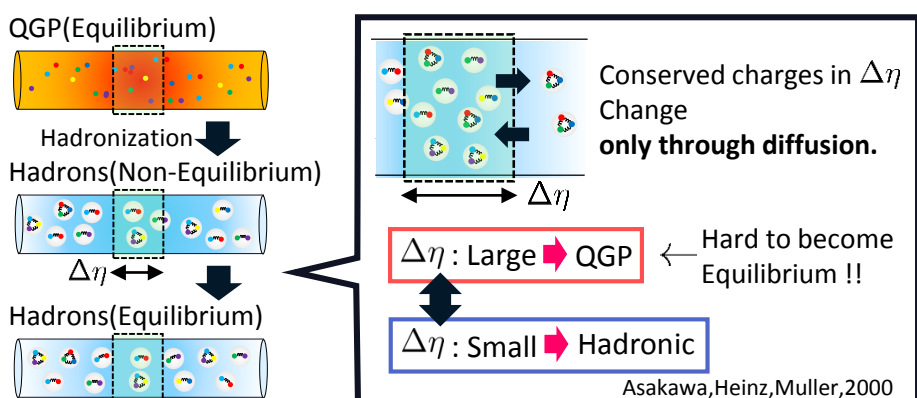 QGP(Equilibrium)
Hadronization
Hadrons(Non-Equilibrium)
Δη
Hadrons(Equilibrium)
Conserved charges in Δη
Change
only through diffusion.
Δη
Δη : Large QGP
Hard to become
Equilibrium !!
Δη : Small Hadronic
Asakawa,Heinz,Muller,2000